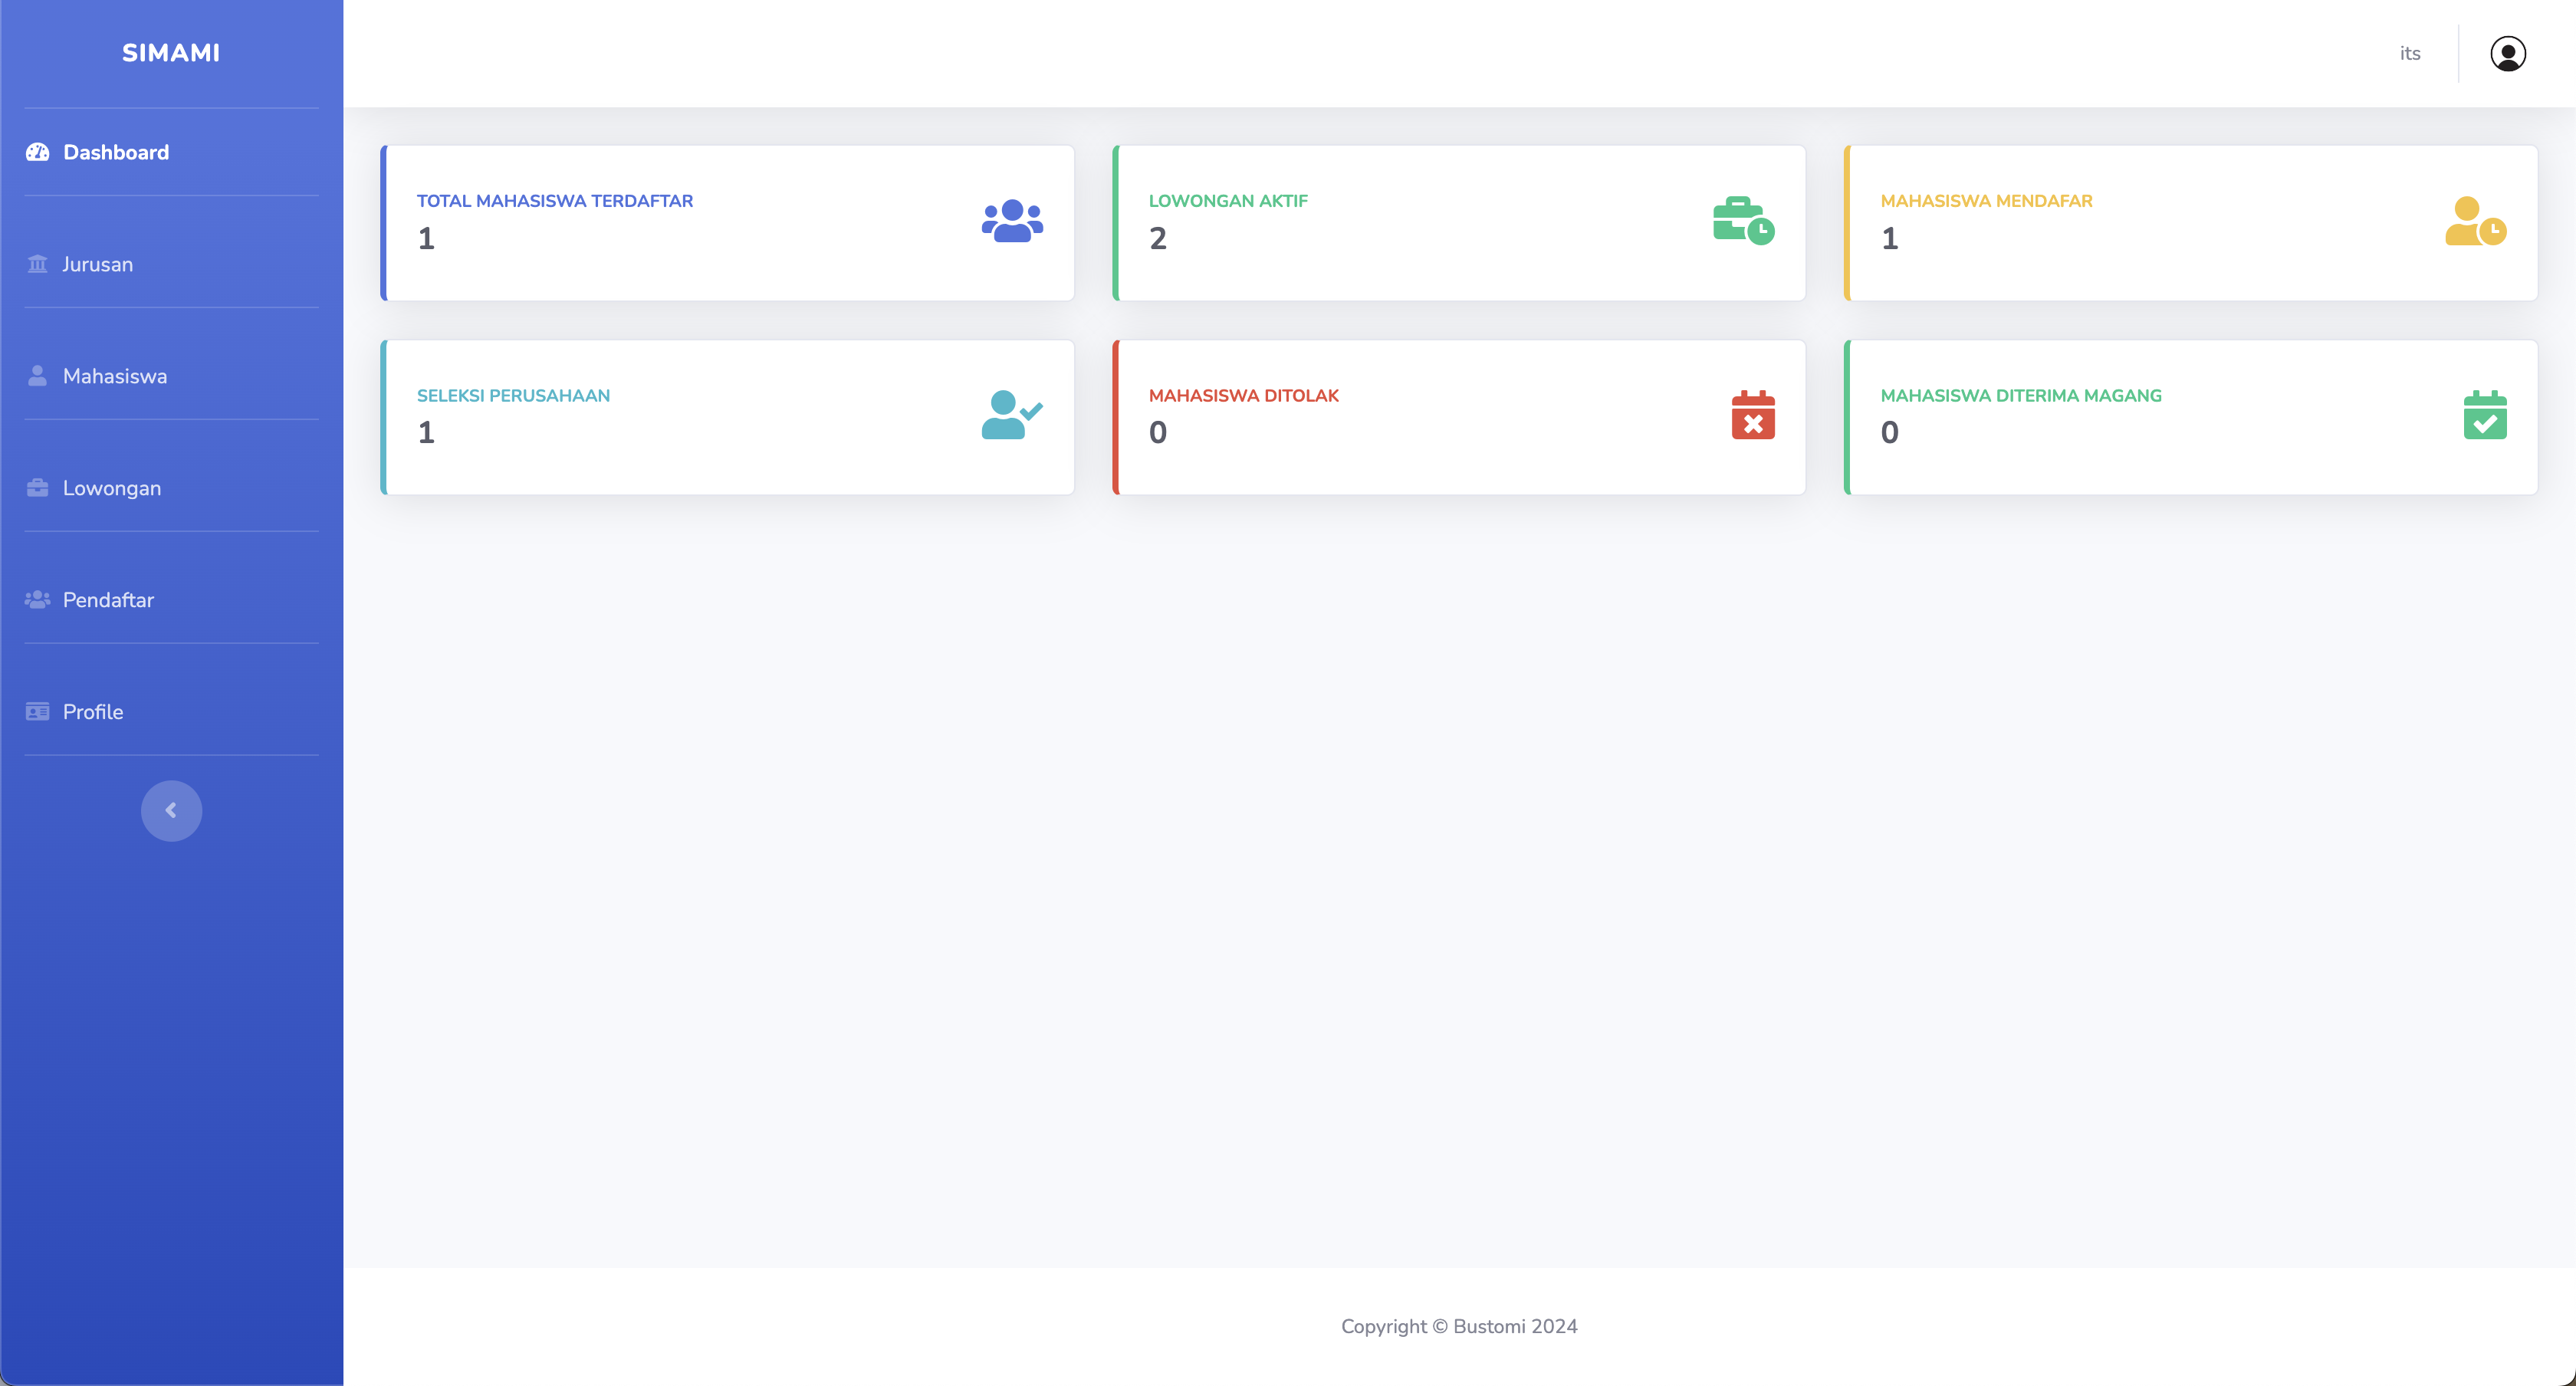 SIMAMI
its
Dashboard
Jurusan
Mahasiswa
Lowongan
Pendaftar
Profile
TOTAL MAHASISWA TERDAFTAR
1
LOWONGAN AKTIF
2
MAHASISWA MENDAFAR
1
SELEKSI PERUSAHAAN
1
MAHASISWA DITOLAK
0
MAHASISWA DITERIMA MAGANG
0
Copyright © Bustomi 2024